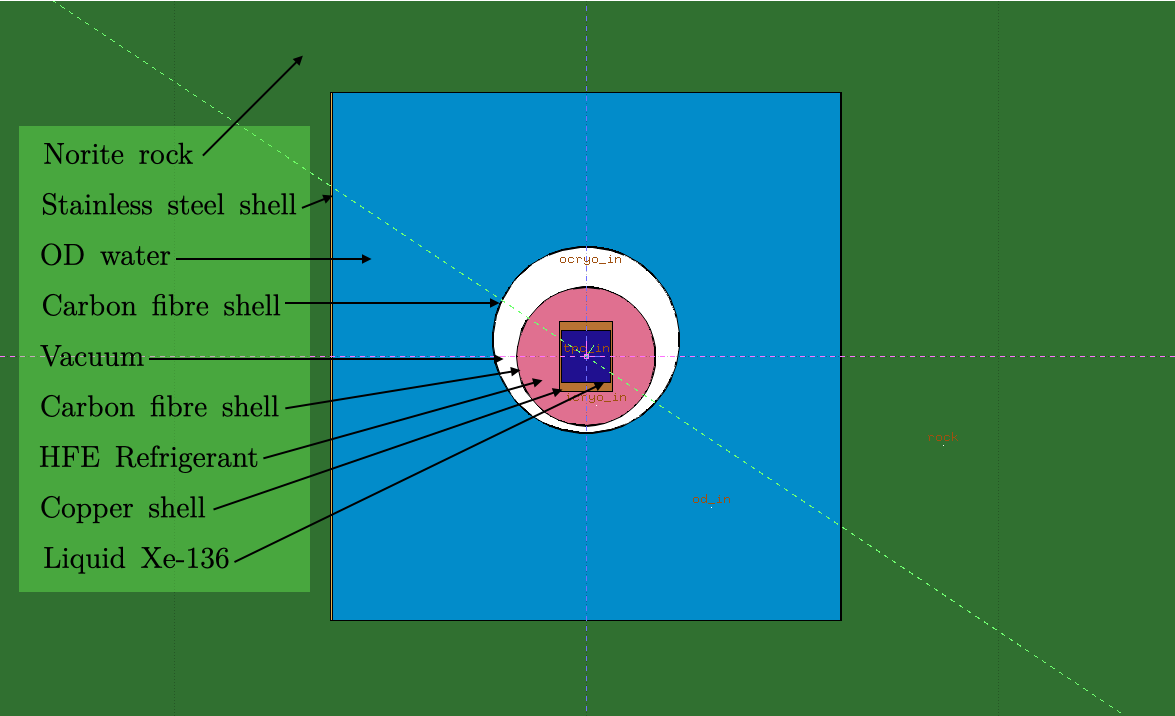 Norite rock
Stainless steel shell
OD water
Carbon fibre shell
Vacuum
Carbon fibre shell
HFE Refrigerant
Copper shell
Liquid Xe-136
ocryo_in
tpc_in
icryo_in
rock
od_in